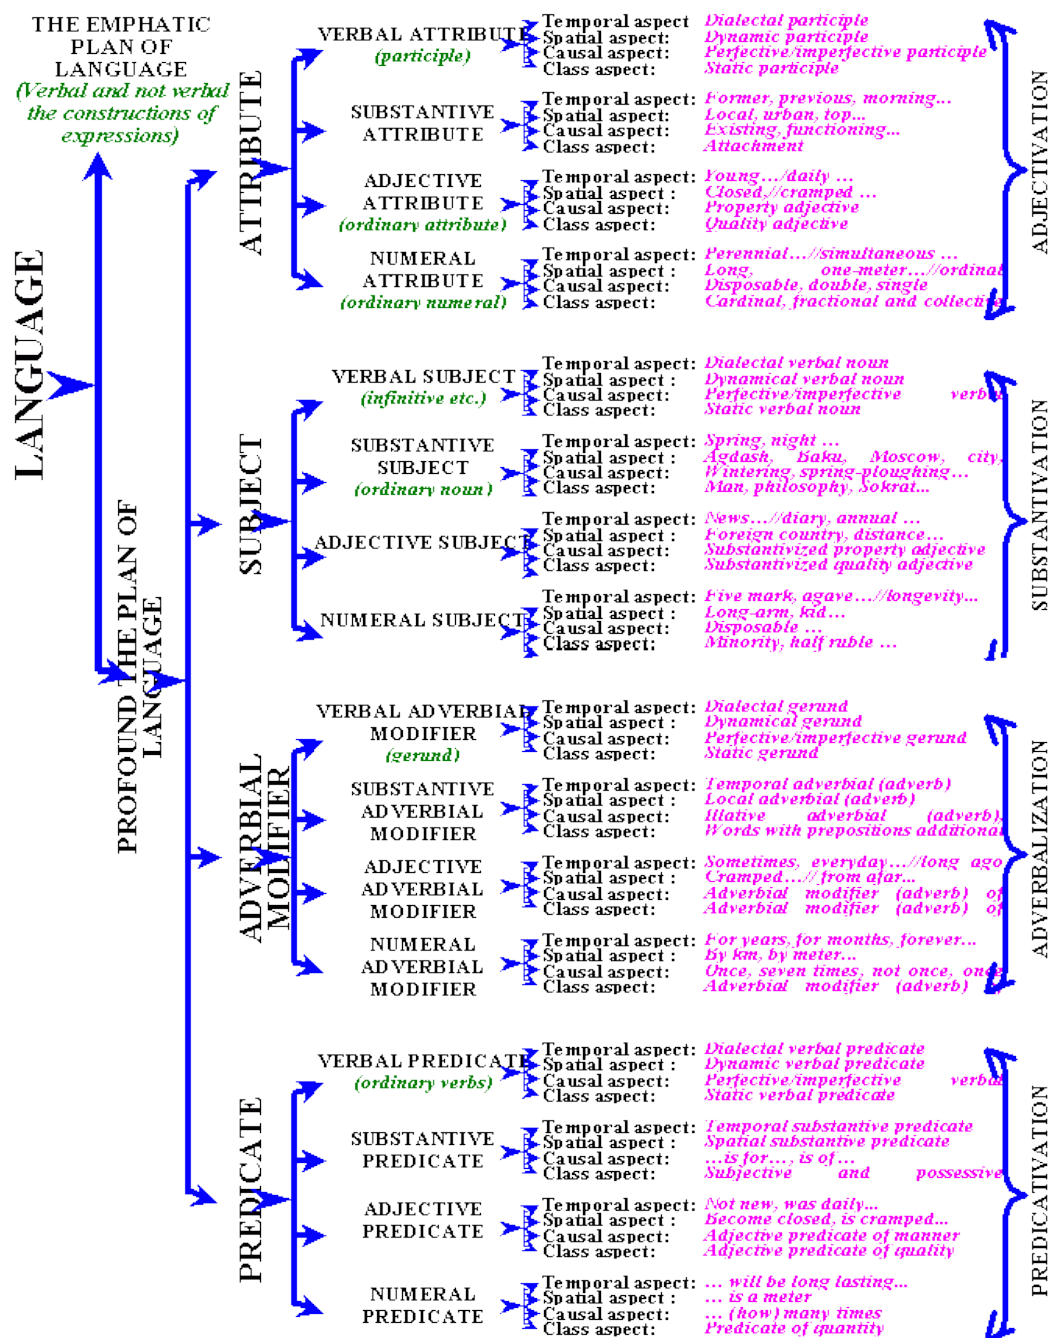 THE EMPHATIC
PLAN OF
LANGUAGE
(Verbal and not verbal
the constructions of
expressions)
LANGUAGE
PROFOUND THE PLAN OF
LANGUAGE
ATTRIBUTE
VERBAL ATTRIBUTE
(participle)
Temporal aspect Dialectal participle
Spatial aspect: Dynamic participle
Causal aspect: Perfective/imperfective participle
Class aspect: Static participle
SUBSTANTIVE
ATTRIBUTE
Temporal aspect: Former, previous, morning...
Spatial aspect: Local, urban, top...
Causal aspect: Existing, functioning...
Class aspect: Attachment
ADJECTIVE
ATTRIBUTE
(ordinary attribute)
Temporal aspect: Young.../daily ...
Spatial aspect : Closed,//cramped ...
Causal aspect: Property adjective
Class aspect: Quality adjective
NUMERAL
ATTRIBUTE
(ordinary numeral)
Temporal aspect: Perennial...//simultaneous ...
Spatial aspect : Long, one-meter...//ordinal
Causal aspect: Disposable, double, single
Class aspect: Cardinal, fractional and collective
ADJECTIVATION
SUBJECT
VERBAL SUBJECT
(infinitive etc.)
Temporal aspect: Dialectal verbal noun
Spatial aspect : Dynamical verbal noun
Causal aspect: Perfective/imperfective verbal
Class aspect: Static verbal noun
SUBSTANTIVE
SUBJECT
(ordinary noun)
Temporal aspect: Spring, night ...
Spatial aspect: Agdash, Baku, Moscow, city,
Causal aspect: Wintering, spring-ploughing...
Class aspect: Man, philosophy, Sokrat...
ADJECTIVE SUBJECT
Temporal aspect: News...//diary, annual ...
Spatial aspect: Foreign country, distance...
Causal aspect: Substantivized property adjective
Class aspect: Substantivized quality adjective
NUMERAL SUBJECT
Temporal aspect: Five mark, agave...//longevity...
Spatial aspect : Long-arm, kid...
Causal aspect: Disposable ...
Class aspect: Minority, half ruble ...
SUBSTANTIVATION
ADVERBIAL
MODIFIER
VERBAL ADVERBIAL
MODIFIER
(gerund)
Temporal aspect: Dialectal gerund
Spatial aspect : Dynamical gerund
Causal aspect: Perfective/imperfective gerund
Class aspect: Static gerund
SUBSTANTIVE
ADVERBIAL
MODIFIER
Temporal aspect: Temporal adverbial (adverb)
Spatial aspect : Local adverbial (adverb)
Causal aspect: Illative adverbial (adverb),
Class aspect: Words with prepositions additional
ADJECTIVE
ADVERBIAL
MODIFIER
Temporal aspect: Sometimes, everyday...//long ago
Spatial aspect : Cramped...// from afar...
Causal aspect: Adverbial modifier (adverb) of
Class aspect: Adverbial modifier (adverb) of
NUMERAL
ADVERBIAL
MODIFIER
Temporal aspect: For years, for months, forever...
Spatial aspect : By km, by meter...
Causal aspect: Once, seven times, not once, once
Class aspect: Adverbial modifier (adverb) of
ADVERBALIZATION
PREDICATE
VERBAL PREDICATE
(ordinary verbs)
Temporal aspect: Dialectal verbal predicate
Spatial aspect : Dynamic verbal predicate
Causal aspect: Perfective/imperfective verbal
Class aspect: Static verbal predicate
SUBSTANTIVE
PREDICATE
Temporal aspect: Temporal substantive predicate
Spatial aspect : Spatial substantive predicate
Causal aspect: ...is for..., is of...
Class aspect: Subjective and possessive
ADJECTIVE
PREDICATE
Temporal aspect: Not new, was daily...
Spatial aspect : Become closed, is cramped...
Causal aspect: Adjective predicate of manner
Class aspect: Adjective predicate of quality
NUMERAL
PREDICATE
Temporal aspect: ... will be long lasting...
Spatial aspect : ... is a meter
Causal aspect: ... (how) many times
Class aspect: Predicate of quantity
PREDICATIVATION